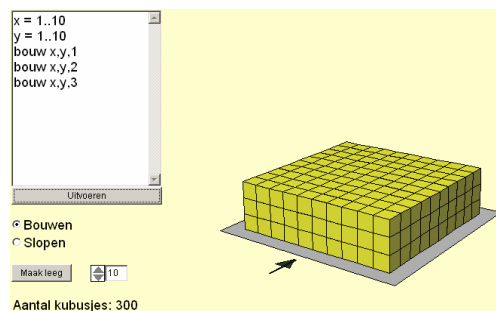 x = 1..10
y = 1..10
bouw x,y,1
bouw x,y,2
bouw x,y,3
Uitvoeren
Bouwen
Slopen
Maak leeg 10
Aantal kubusjes: 300